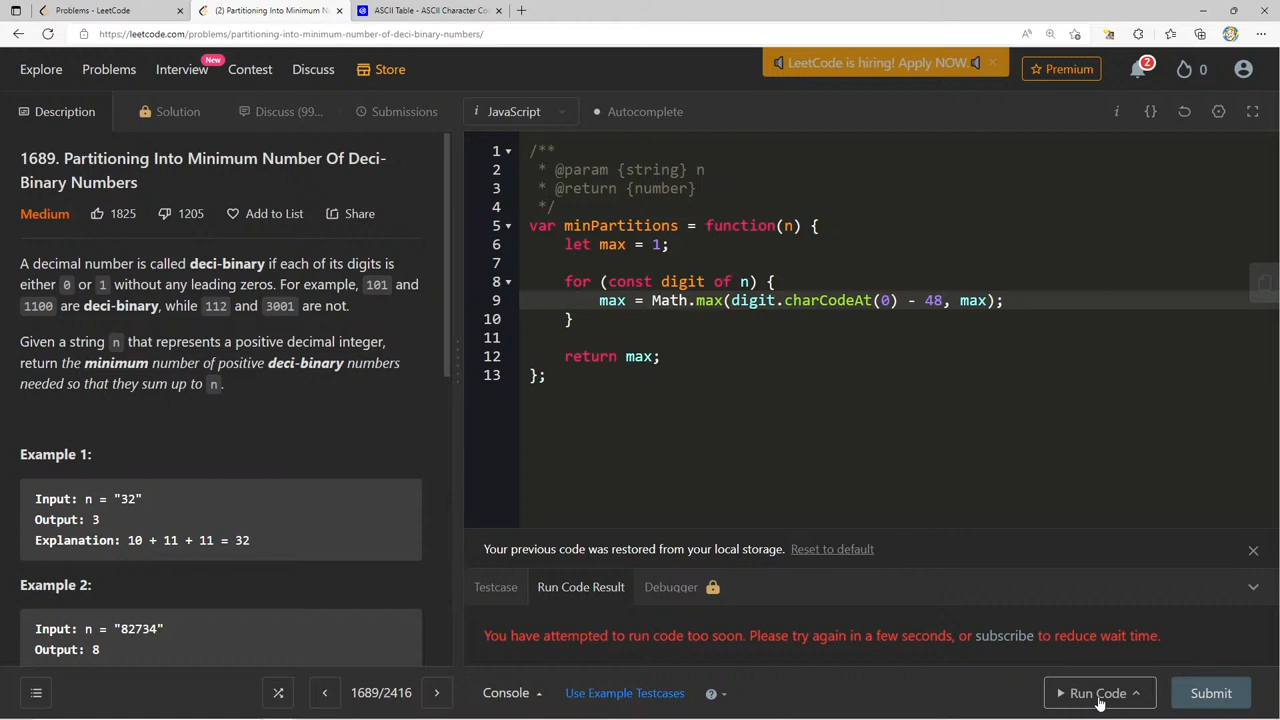 Problems - LeetCode
(2) Partitioning Into Minimum N
ASCII Table - ASCII Character Co
https://leetcode.com/problems/partitioning-into-minimum-number-of-deci-binary-numbers/
Explore
Problems
Interview
New
Contest
Discuss
Store
LeetCode is hiring! Apply NOW.
Premium
2
0
Description
Solution
Discuss (99...
Submissions
i JavaScript
Autocomplete
1689. Partitioning Into Minimum Number Of Deci-
Binary Numbers
Medium
1825
1205
Add to List
Share
A decimal number is called deci-binary if each of its digits is
either 0 or 1 without any leading zeros. For example, 101 and
1100 are deci-binary, while 112 and 3001 are not.
Given a string n that represents a positive decimal integer,
return the minimum number of positive deci-binary numbers
needed so that they sum up to n.
Example 1:
Input: n = "32"
Output: 3
Explanation: 10 + 11 + 11 = 32
Example 2:
Input: n = "82734"
Output: 8
1 /**
2 * @param {string} n
3 * @return {number}
4 */
5 var minPartitions = function(n) {
6 let max = 1;
7
8 for (const digit of n) {
9 max = Math.max(digit.charCodeAt(0) - 48, max);
10 }
11
12 return max;
13 };
Your previous code was restored from your local storage. Reset to default
Testcase
Run Code Result
Debugger
You have attempted to run code too soon. Please try again in a few seconds, or subscribe to reduce wait time.
1689/2416
Console
Use Example Testcases
?
Run Code
Submit